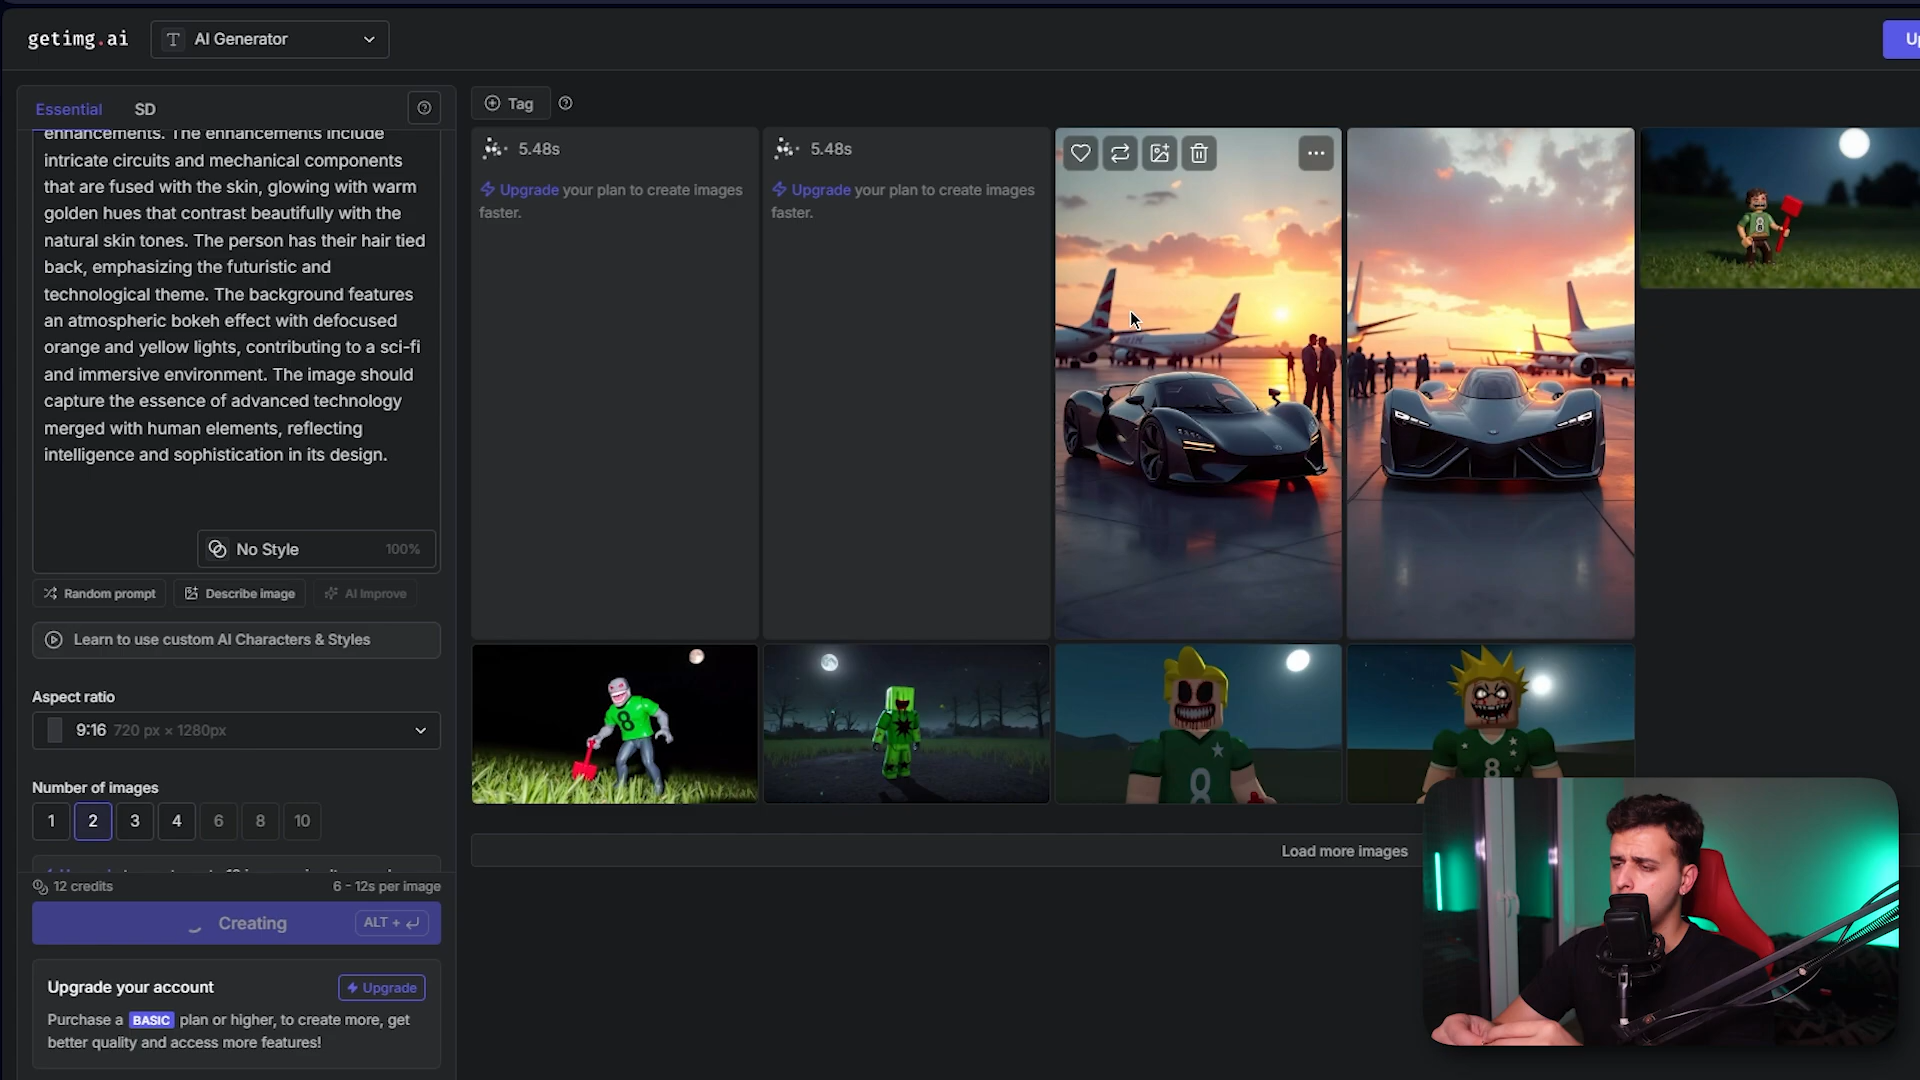 getimg.ai
T AI Generator
Up
Essential SD
Tag
enhancements. The enhancements include
intricate circuits and mechanical components
that are fused with the skin, glowing with warm
golden hues that contrast beautifully with the
natural skin tones. The person has their hair tied
back, emphasizing the futuristic and
technological theme. The background features
an atmospheric bokeh effect with defocused
orange and yellow lights, contributing to a sci-fi
and immersive environment. The image should
capture the essence of advanced technology
merged with human elements, reflecting
intelligence and sophistication in its design.
No Style 100%
Random prompt Describe image AI Improve
Learn to use custom AI Characters & Styles
Aspect ratio
9:16 720 px × 1280px
Number of images
1 2 3 4 6 8 10
12 credits 6 - 12s per image
Creating ALT + ↵
Upgrade your account Upgrade
Purchase a BASIC plan or higher, to create more, get
better quality and access more features!
5.48s
Upgrade your plan to create images
faster.
5.48s
Upgrade your plan to create images
faster.
8
8
8
8
Load more images